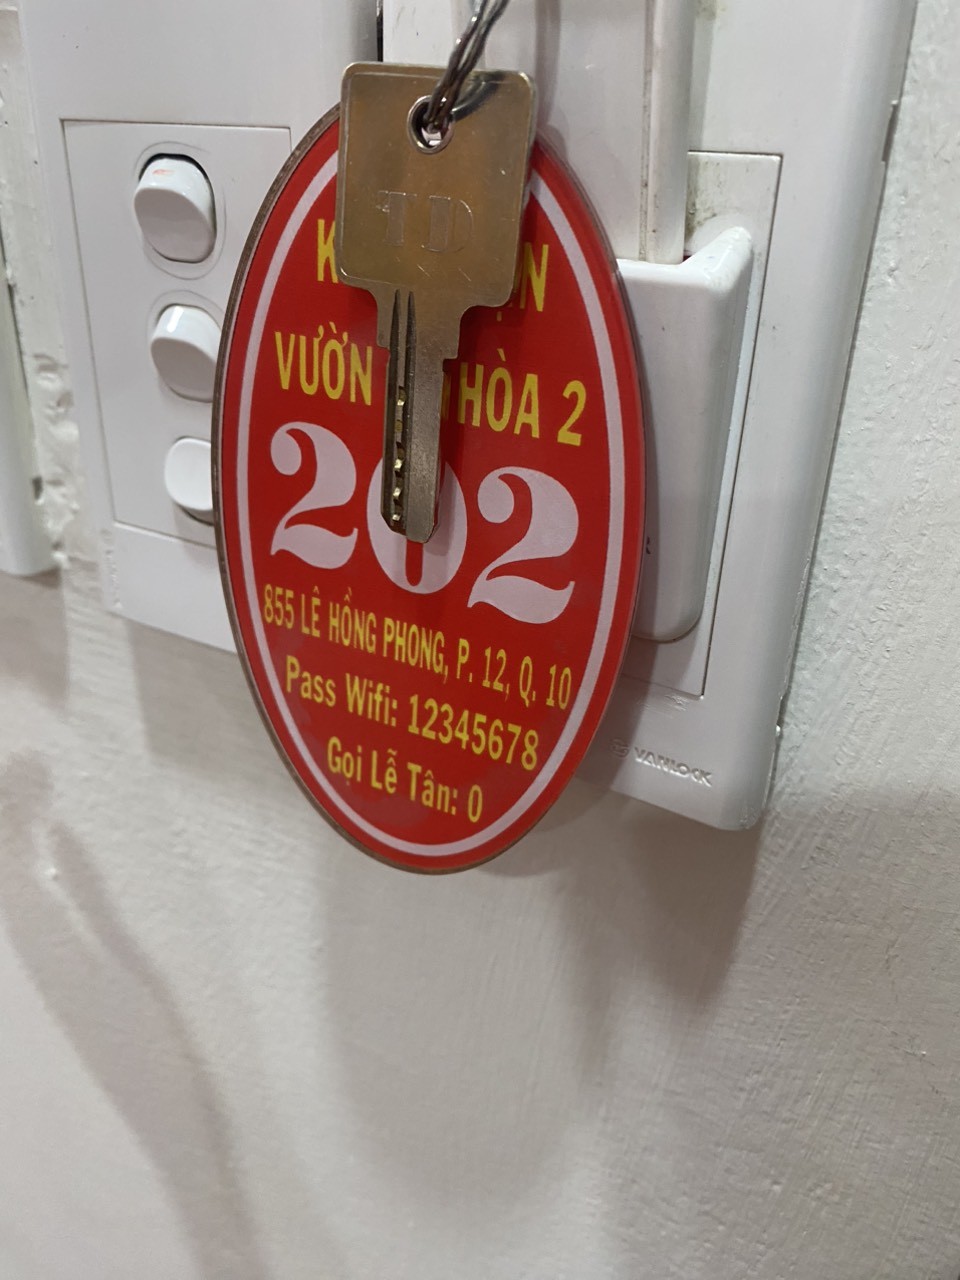 TD
VƯỜN HÒA 2
202
855 LÊ HỒNG PHONG, P. 12, Q. 10
Pass Wifi: 12345678
Gọi Lễ Tân: 0
VANLOCK